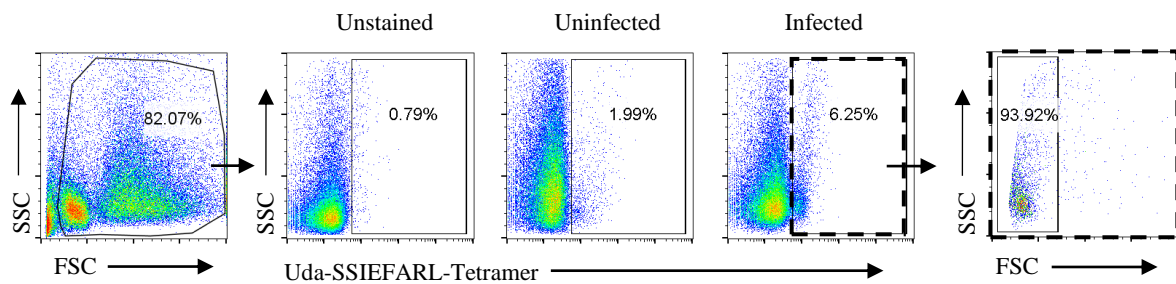 Unstained Uninfected Infected
82.07%
0.79%
1.99%
6.25%
93.92%
SSC
SSC
SSC
FSC
Uda-SSIEFARL-Tetramer
FSC